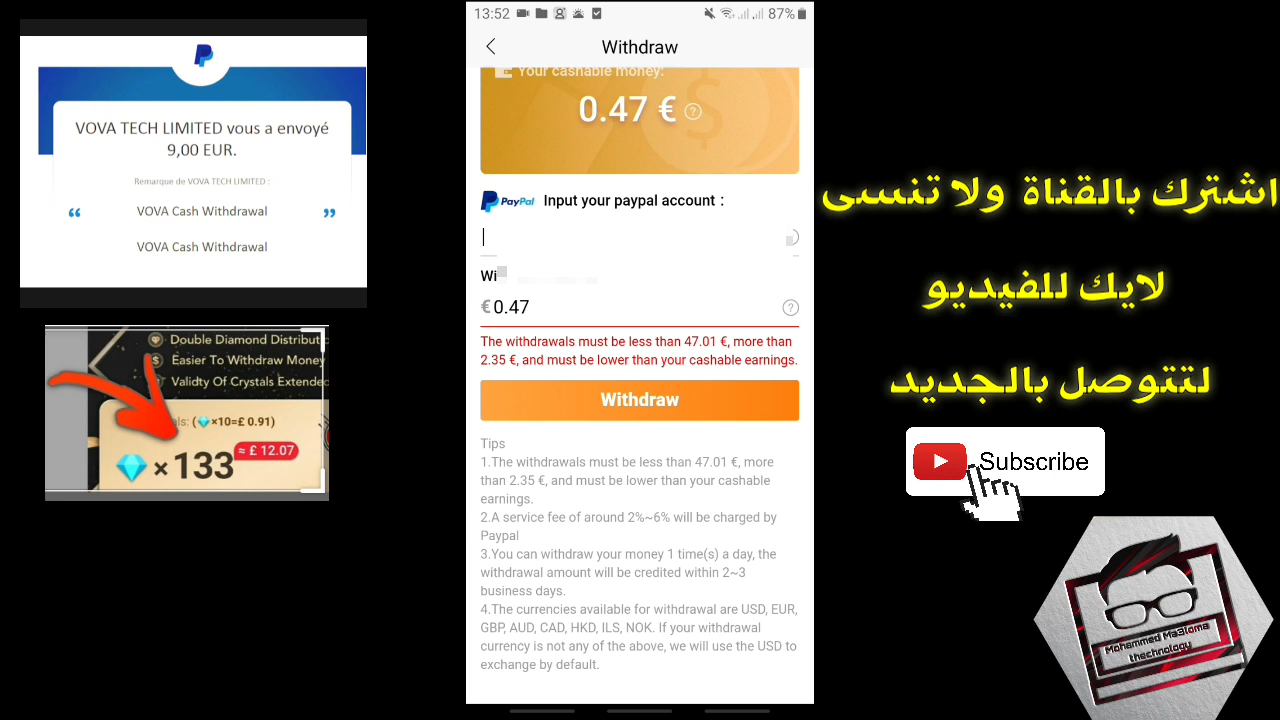 VOVA TECH LIMITED vous a envoyé
9,00 EUR.
Remarque de VOVA TECH LIMITED :
“ VOVA Cash Withdrawal ”
VOVA Cash Withdrawal
Double Diamond Distribut
Easier To Withdraw Money
Validty Of Crystals Extende
als: (💎×10=£ 0.91)
≈ £ 12.07
💎 ×133
13:52
87%
Withdraw
Your cashable money:
0.47 €
PayPal Input your paypal account :
Wi
€ 0.47
The withdrawals must be less than 47.01 €, more than
2.35 €, and must be lower than your cashable earnings.
Withdraw
Tips
1.The withdrawals must be less than 47.01 €, more
than 2.35 €, and must be lower than your cashable
earnings.
2.A service fee of around 2%~6% will be charged by
Paypal
3.You can withdraw your money 1 time(s) a day, the
withdrawal amount will be credited within 2~3
business days.
4.The currencies available for withdrawal are USD, EUR,
GBP, AUD, CAD, HKD, ILS, NOK. If your withdrawal
currency is not any of the above, we will use the USD to
exchange by default.
اشترك بالقناة ولا تنسى
لايك للفيديو
لتتوصل بالجديد
Subscribe
Mohammed Ma3loma
thechnology